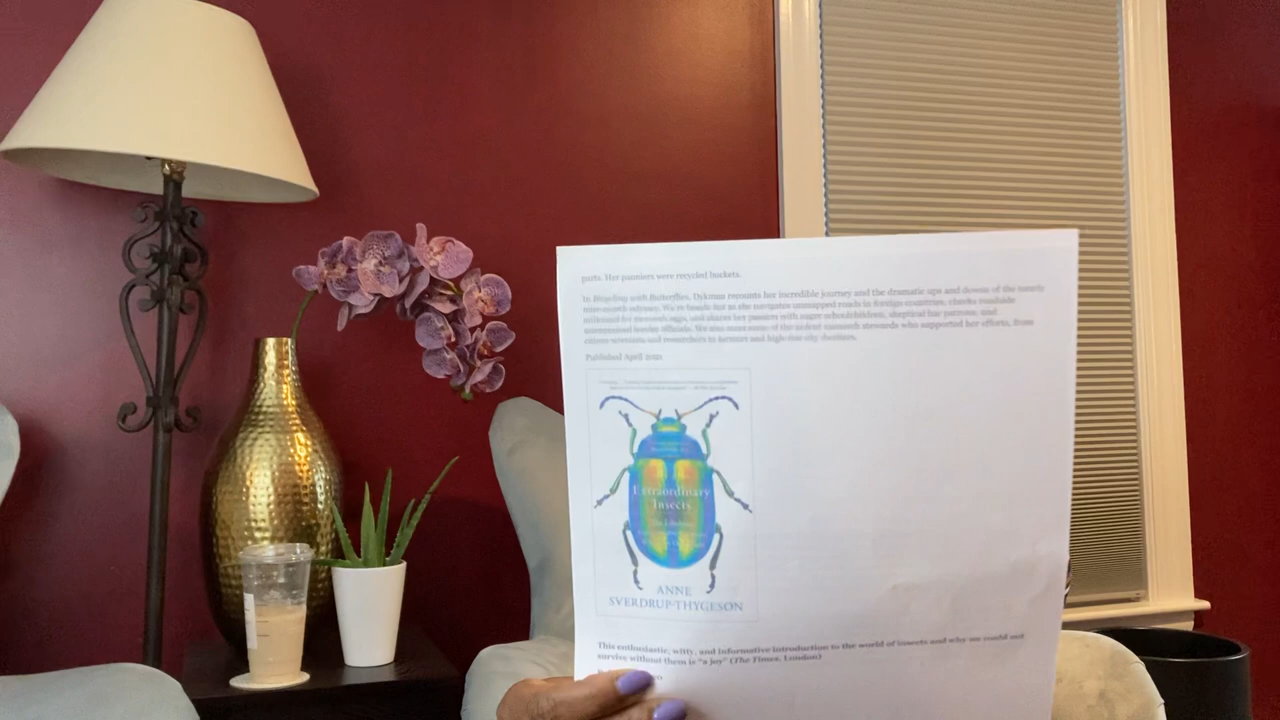 parts. Her panniers were recycled buckets.
In Bicycling with Butterflies, Dykman recounts her incredible journey and the dramatic ups and downs of the nearly
nine-month odyssey. We're beside her as she navigates unmapped roads in foreign countries, checks roadside
milkweed for monarch eggs, and shares her passion with eager schoolchildren, skeptical bar patrons, and
unimpressed border officials. We also meet some of the ardent monarch stewards who supported her efforts, from
citizen scientists and researchers to farmers and high-rise city dwellers.
Published April 2021
Extraordinary
Insects
ANNE
SVERDRUP-THYGESON
This enthusiastic, witty, and informative introduction to the world of insects and why we could not
survive without them is "a joy" (The Times, London)